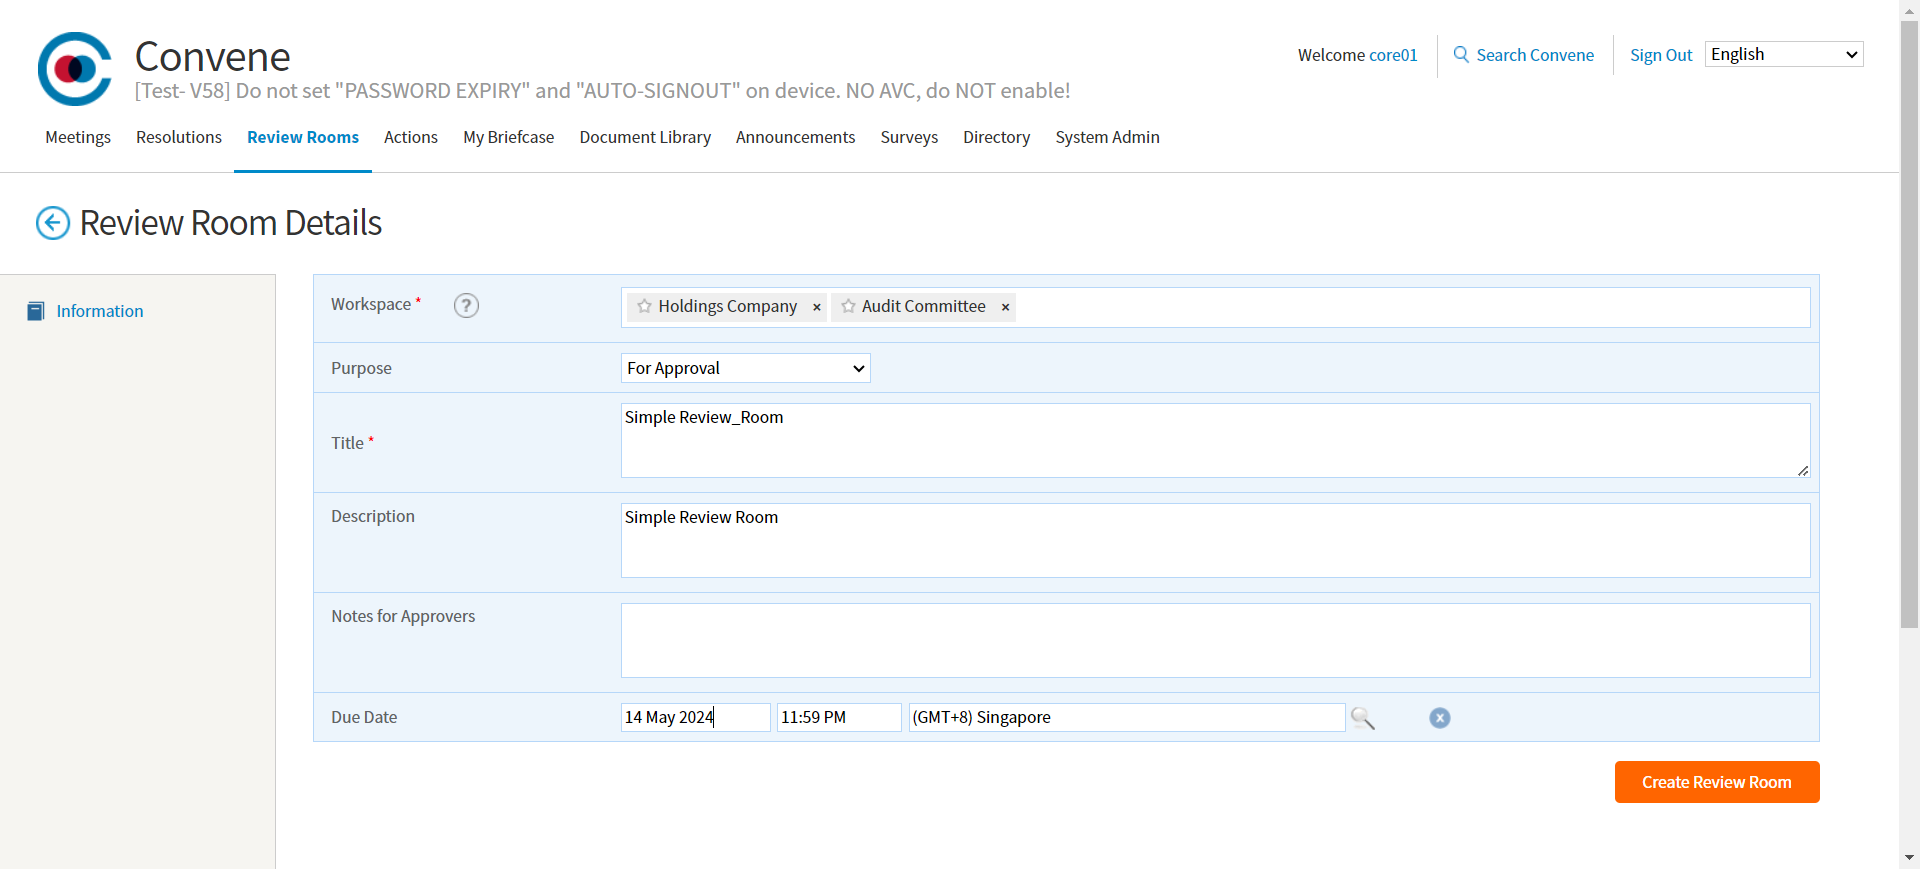 Convene
[Test- V58] Do not set "PASSWORD EXPIRY" and "AUTO-SIGNOUT" on device. NO AVC, do NOT enable!
Welcome core01
Search Convene
Sign Out
English
Meetings Resolutions Review Rooms Actions My Briefcase Document Library Announcements Surveys Directory System Admin
Review Room Details
Information
Workspace * ? Holdings Company × Audit Committee ×
Purpose For Approval
Title * Simple Review_Room
Description Simple Review Room
Notes for Approvers
Due Date 14 May 2024 11:59 PM (GMT+8) Singapore
Create Review Room